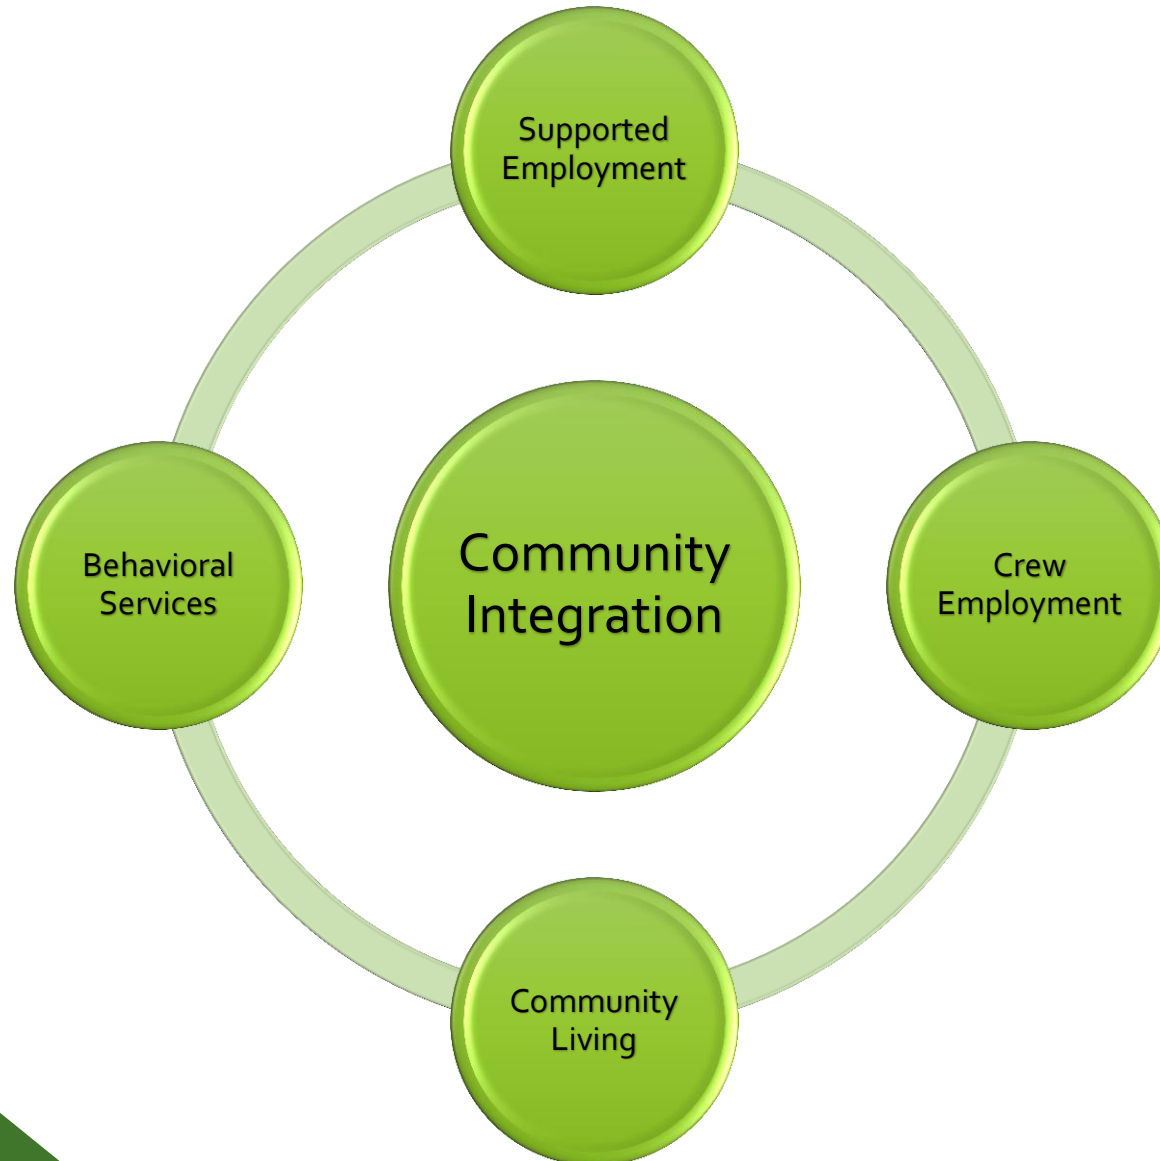 Supported
Employment
Behavioral
Services
Community
Integration
Crew
Employment
Community
Living